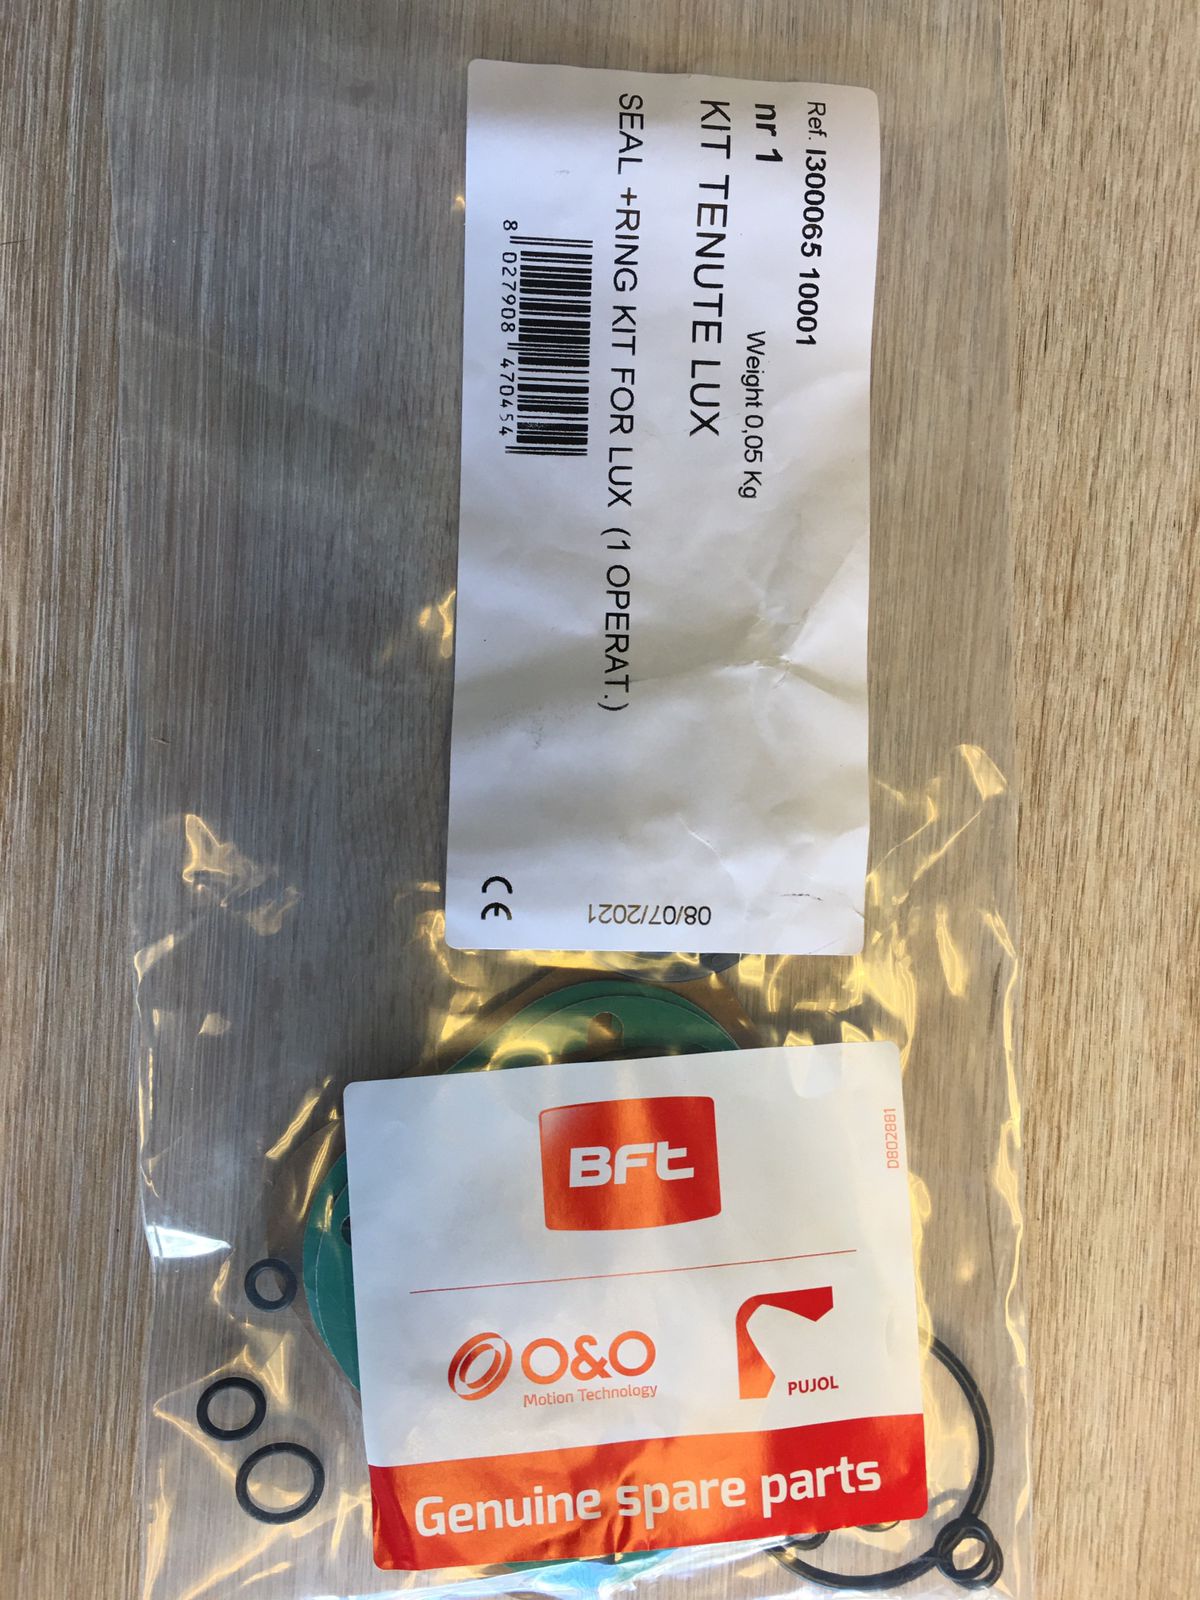 Ref. I300065 10001
nr 1
Weight 0,05 Kg
KIT TENUTE LUX
SEAL +RING KIT FOR LUX (1 OPERAT.)
8 027908 470454
CE
08/07/2021
D802881
BFt
O&O
Motion Technology
PUJOL
Genuine spare parts